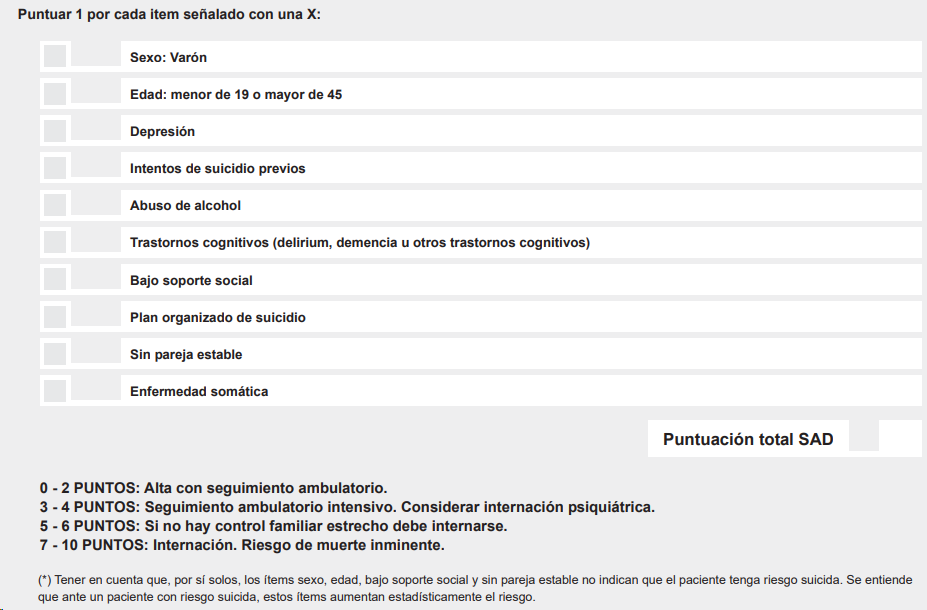 Puntuar 1 por cada item señalado con una X:
Sexo: Varón
Edad: menor de 19 o mayor de 45
Depresión
Intentos de suicidio previos
Abuso de alcohol
Trastornos cognitivos (delirium, demencia u otros trastornos cognitivos)
Bajo soporte social
Plan organizado de suicidio
Sin pareja estable
Enfermedad somática
Puntuación total SAD
0 - 2 PUNTOS: Alta con seguimiento ambulatorio.
3 - 4 PUNTOS: Seguimiento ambulatorio intensivo. Considerar internación psiquiátrica.
5 - 6 PUNTOS: Si no hay control familiar estrecho debe internarse.
7 - 10 PUNTOS: Internación. Riesgo de muerte inminente.
(*) Tener en cuenta que, por sí solos, los ítems sexo, edad, bajo soporte social y sin pareja estable no indican que el paciente tenga riesgo suicida. Se entiende
que ante un paciente con riesgo suicida, estos ítems aumentan estadísticamente el riesgo.